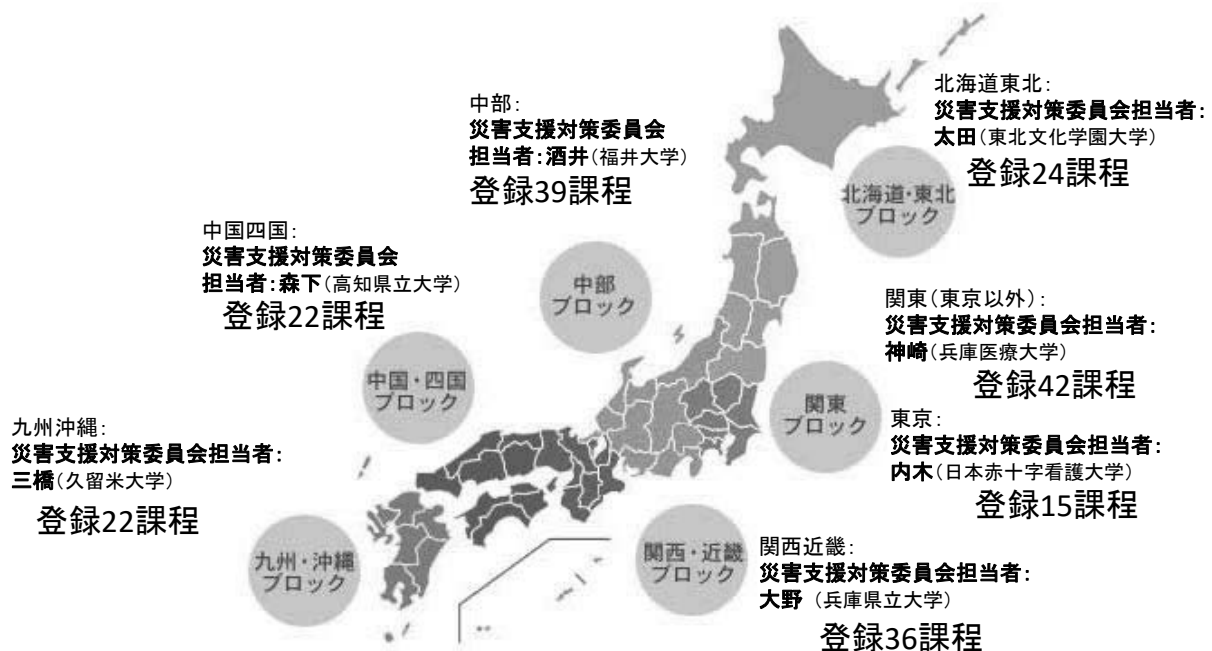 北海道東北：
災害支援対策委員会担当者：
太田（東北文化学園大学）
登録24課程
北海道・東北
ブロック
中部：
災害支援対策委員会
担当者：酒井（福井大学）
登録39課程
中部
ブロック
中国四国：
災害支援対策委員会
担当者：森下（高知県立大学）
登録22課程
中国・四国
ブロック
関東（東京以外）：
災害支援対策委員会担当者：
神崎（兵庫医療大学）
登録42課程
関東
ブロック
東京：
災害支援対策委員会担当者：
内木（日本赤十字看護大学）
登録15課程
九州沖縄：
災害支援対策委員会担当者：
三橋（久留米大学）
登録22課程
九州・沖縄
ブロック
関西・近畿
ブロック
関西近畿：
災害支援対策委員会担当者：
大野 （兵庫県立大学）
登録36課程